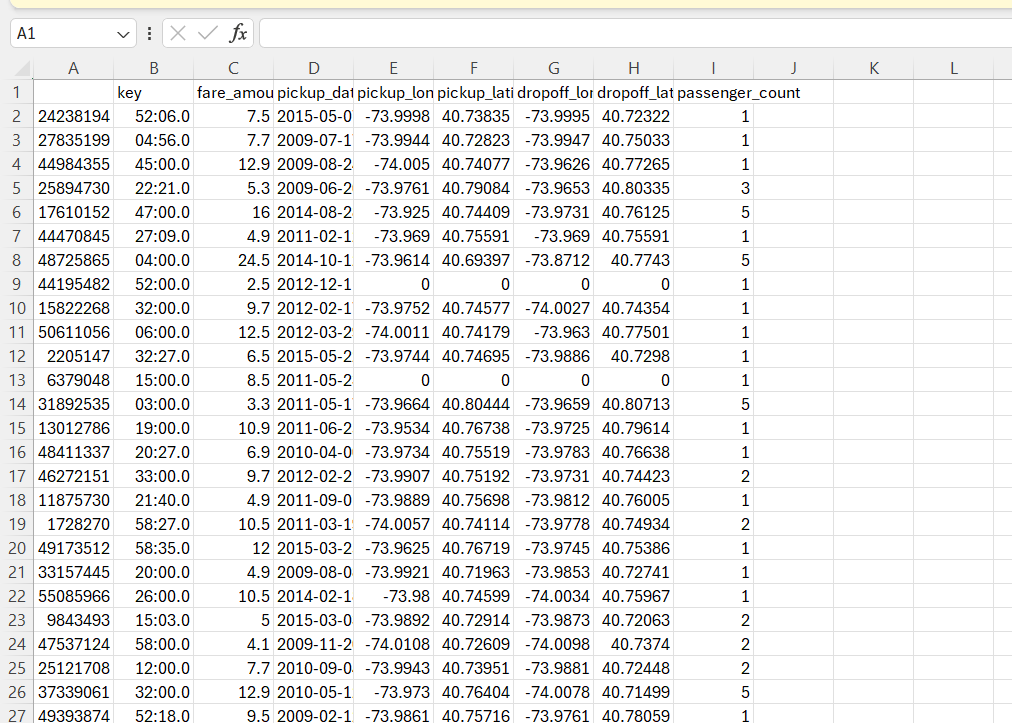 A1 fx
A B C D E F G H I J K L
1 key fare_amou pickup_dat pickup_lon pickup_lati dropoff_lor dropoff_lat passenger_count
2 24238194 52:06.0 7.5 2015-05-0 -73.9998 40.73835 -73.9995 40.72322 1
3 27835199 04:56.0 7.7 2009-07-1 -73.9944 40.72823 -73.9947 40.75033 1
4 44984355 45:00.0 12.9 2009-08-2 -74.005 40.74077 -73.9626 40.77265 1
5 25894730 22:21.0 5.3 2009-06-2 -73.9761 40.79084 -73.9653 40.80335 3
6 17610152 47:00.0 16 2014-08-2 -73.925 40.74409 -73.9731 40.76125 5
7 44470845 27:09.0 4.9 2011-02-1 -73.969 40.75591 -73.969 40.75591 1
8 48725865 04:00.0 24.5 2014-10-1 -73.9614 40.69397 -73.8712 40.7743 5
9 44195482 52:00.0 2.5 2012-12-1 0 0 0 0 1
10 15822268 32:00.0 9.7 2012-02-1 -73.9752 40.74577 -74.0027 40.74354 1
11 50611056 06:00.0 12.5 2012-03-2 -74.0011 40.74179 -73.963 40.77501 1
12 2205147 32:27.0 6.5 2015-05-2 -73.9744 40.74695 -73.9886 40.7298 1
13 6379048 15:00.0 8.5 2011-05-2 0 0 0 0 1
14 31892535 03:00.0 3.3 2011-05-1 -73.9664 40.80444 -73.9659 40.80713 5
15 13012786 19:00.0 10.9 2011-06-2 -73.9534 40.76738 -73.9725 40.79614 1
16 48411337 20:27.0 6.9 2010-04-0 -73.9734 40.75519 -73.9783 40.76638 1
17 46272151 33:00.0 9.7 2012-02-2 -73.9907 40.75192 -73.9731 40.74423 2
18 11875730 21:40.0 4.9 2011-09-0 -73.9889 40.75698 -73.9812 40.76005 1
19 1728270 58:27.0 10.5 2011-03-1 -74.0057 40.74114 -73.9778 40.74934 2
20 49173512 58:35.0 12 2015-03-2 -73.9625 40.76719 -73.9745 40.75386 1
21 33157445 20:00.0 4.9 2009-08-0 -73.9921 40.71963 -73.9853 40.72741 1
22 55085966 26:00.0 10.5 2014-02-1 -73.98 40.74599 -74.0034 40.75967 1
23 9843493 15:03.0 5 2015-03-0 -73.9892 40.72914 -73.9873 40.72063 2
24 47537124 58:00.0 4.1 2009-11-2 -74.0108 40.72609 -74.0098 40.7374 2
25 25121708 12:00.0 7.7 2010-09-0 -73.9943 40.73951 -73.9881 40.72448 2
26 37339061 32:00.0 12.9 2010-05-1 -73.973 40.76404 -74.0078 40.71499 5
27 49393874 52:18.0 9.5 2009-02-1 -73.9861 40.75716 -73.9761 40.78059 1